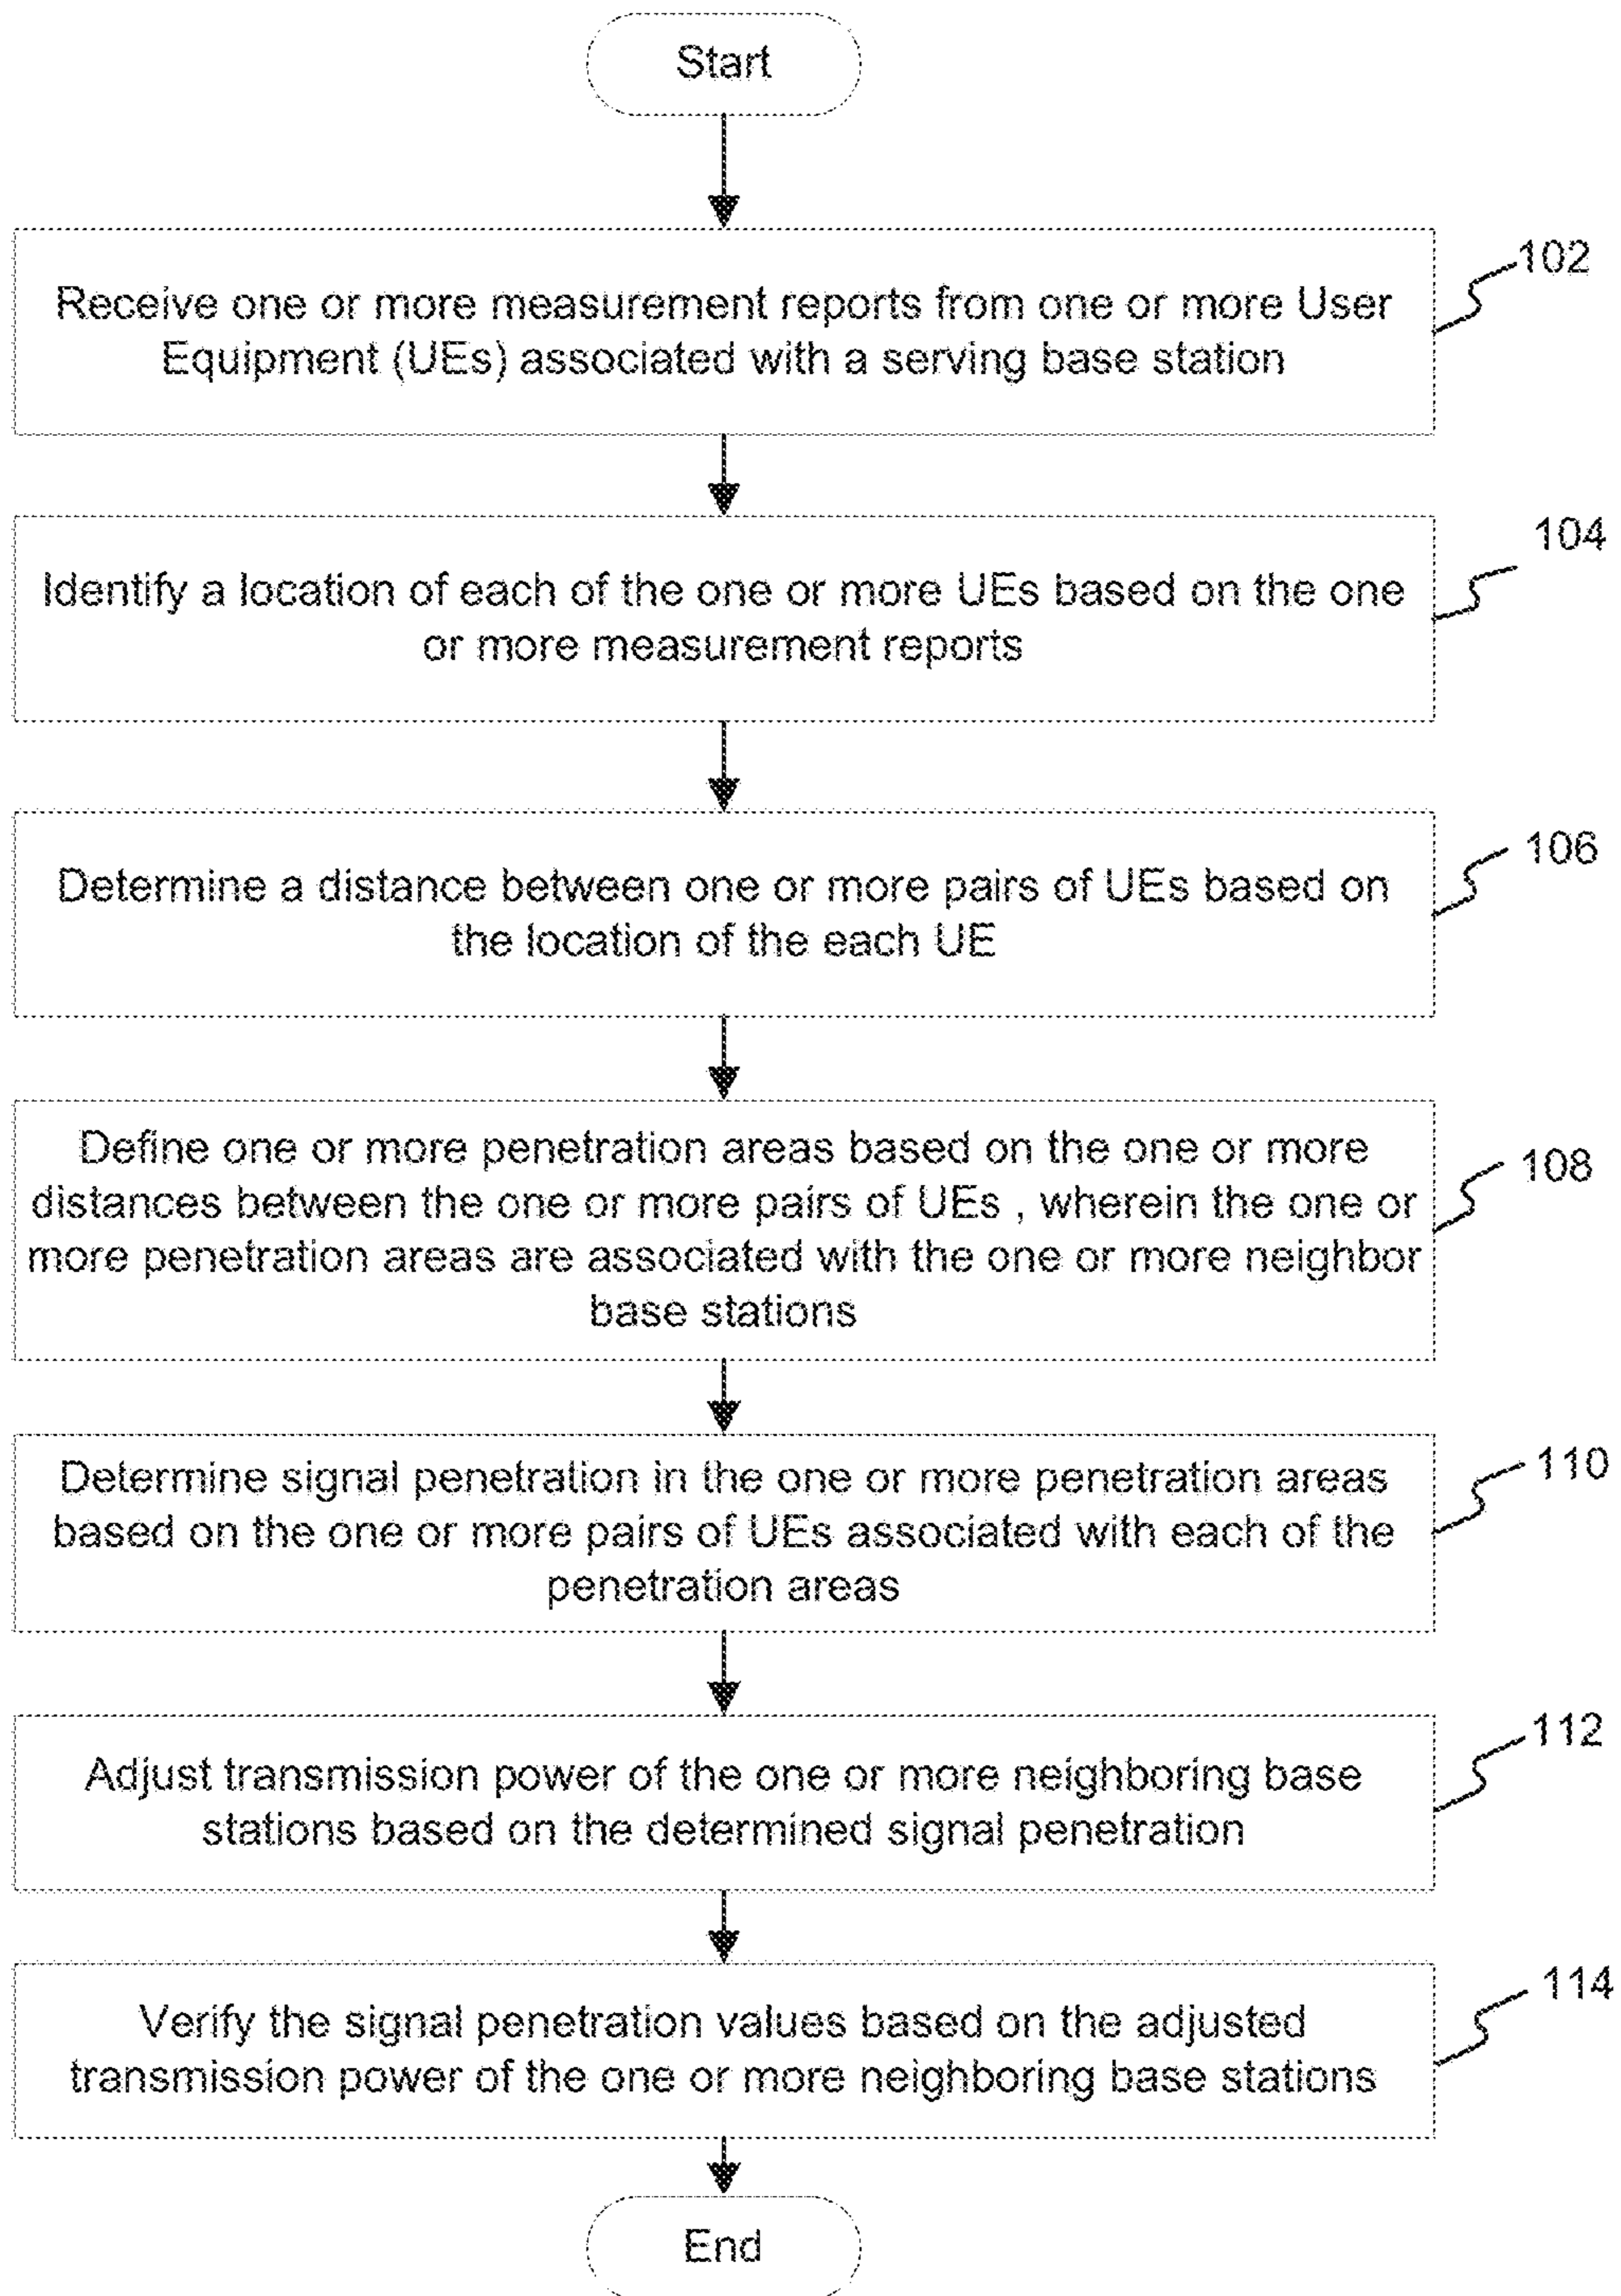 Start
102
Receive one or more measurement reports from one or more User
Equipment (UEs) associated with a serving base station
104
Identify a location of each of the one or more UEs based on the one
or more measurement reports
106
Determine a distance between one or more pairs of UEs based on
the location of the each UE
108
Define one or more penetration areas based on the one or more
distances between the one or more pairs of UEs , wherein the one or
more penetration areas are associated with the one or more neighbor
base stations
110
Determine signal penetration in the one or more penetration areas
based on the one or more pairs of UEs associated with each of the
penetration areas
112
Adjust transmission power of the one or more neighboring base
stations based on the determined signal penetration
114
Verify the signal penetration values based on the adjusted
transmission power of the one or more neighboring base stations
End